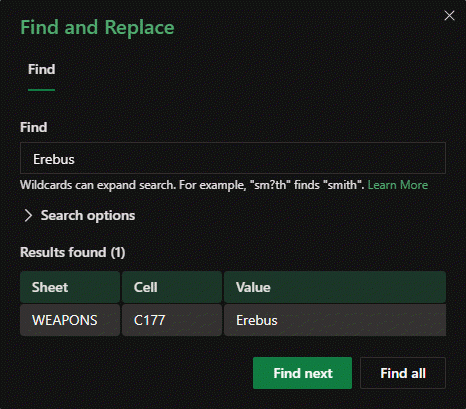 Find and Replace
Find
Find
Erebus
Wildcards can expand search. For example, "sm?th" finds "smith". Learn More
Search options
Results found (1)
Sheet Cell Value
WEAPONS C177 Erebus
Find next Find all